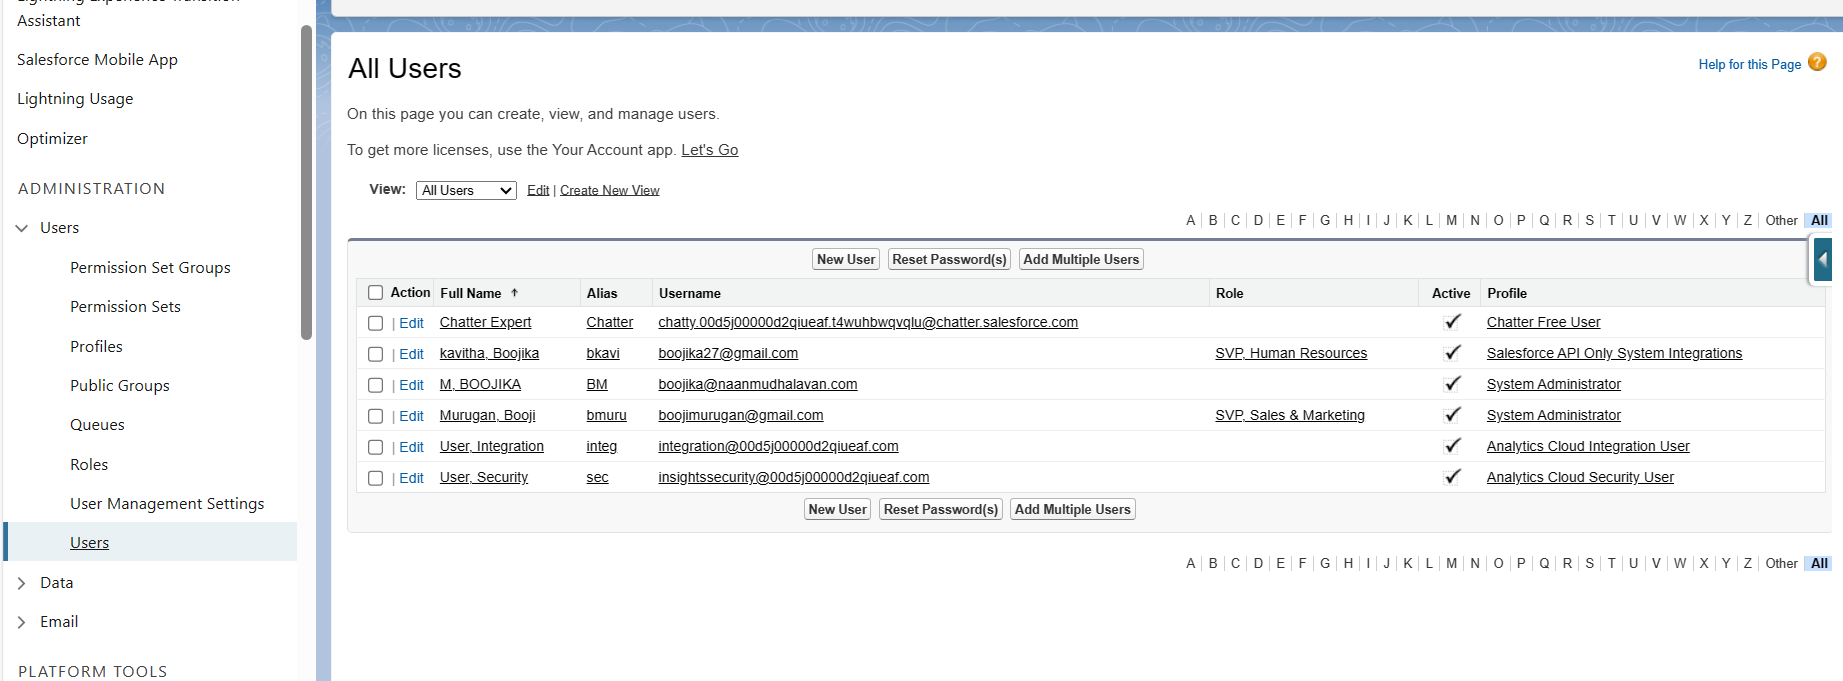 Lightning Experience Transition
Assistant
Salesforce Mobile App
Lightning Usage
Optimizer
ADMINISTRATION
Users
Permission Set Groups
Permission Sets
Profiles
Public Groups
Queues
Roles
User Management Settings
Users
Data
Email
PLATFORM TOOLS
All Users
Help for this Page ?
On this page you can create, view, and manage users.
To get more licenses, use the Your Account app. Let's Go
View: All Users Edit | Create New View
A | B | C | D | E | F | G | H | I | J | K | L | M | N | O | P | Q | R | S | T | U | V | W | X | Y | Z | Other | All
New User Reset Password(s) Add Multiple Users
Action Full Name ↑ Alias Username Role Active Profile
| Edit Chatter Expert Chatter chatty.00d5j00000d2qiueaf.t4wuhbwqvqlu@chatter.salesforce.com ✓ Chatter Free User
| Edit kavitha, Boojika bkavi boojika27@gmail.com SVP, Human Resources ✓ Salesforce API Only System Integrations
| Edit M, BOOJIKA BM boojika@naanmudhalavan.com ✓ System Administrator
| Edit Murugan, Booji bmuru boojimurugan@gmail.com SVP, Sales & Marketing ✓ System Administrator
| Edit User, Integration integ integration@00d5j00000d2qiueaf.com ✓ Analytics Cloud Integration User
| Edit User, Security sec insightssecurity@00d5j00000d2qiueaf.com ✓ Analytics Cloud Security User
New User Reset Password(s) Add Multiple Users
A | B | C | D | E | F | G | H | I | J | K | L | M | N | O | P | Q | R | S | T | U | V | W | X | Y | Z | Other | All